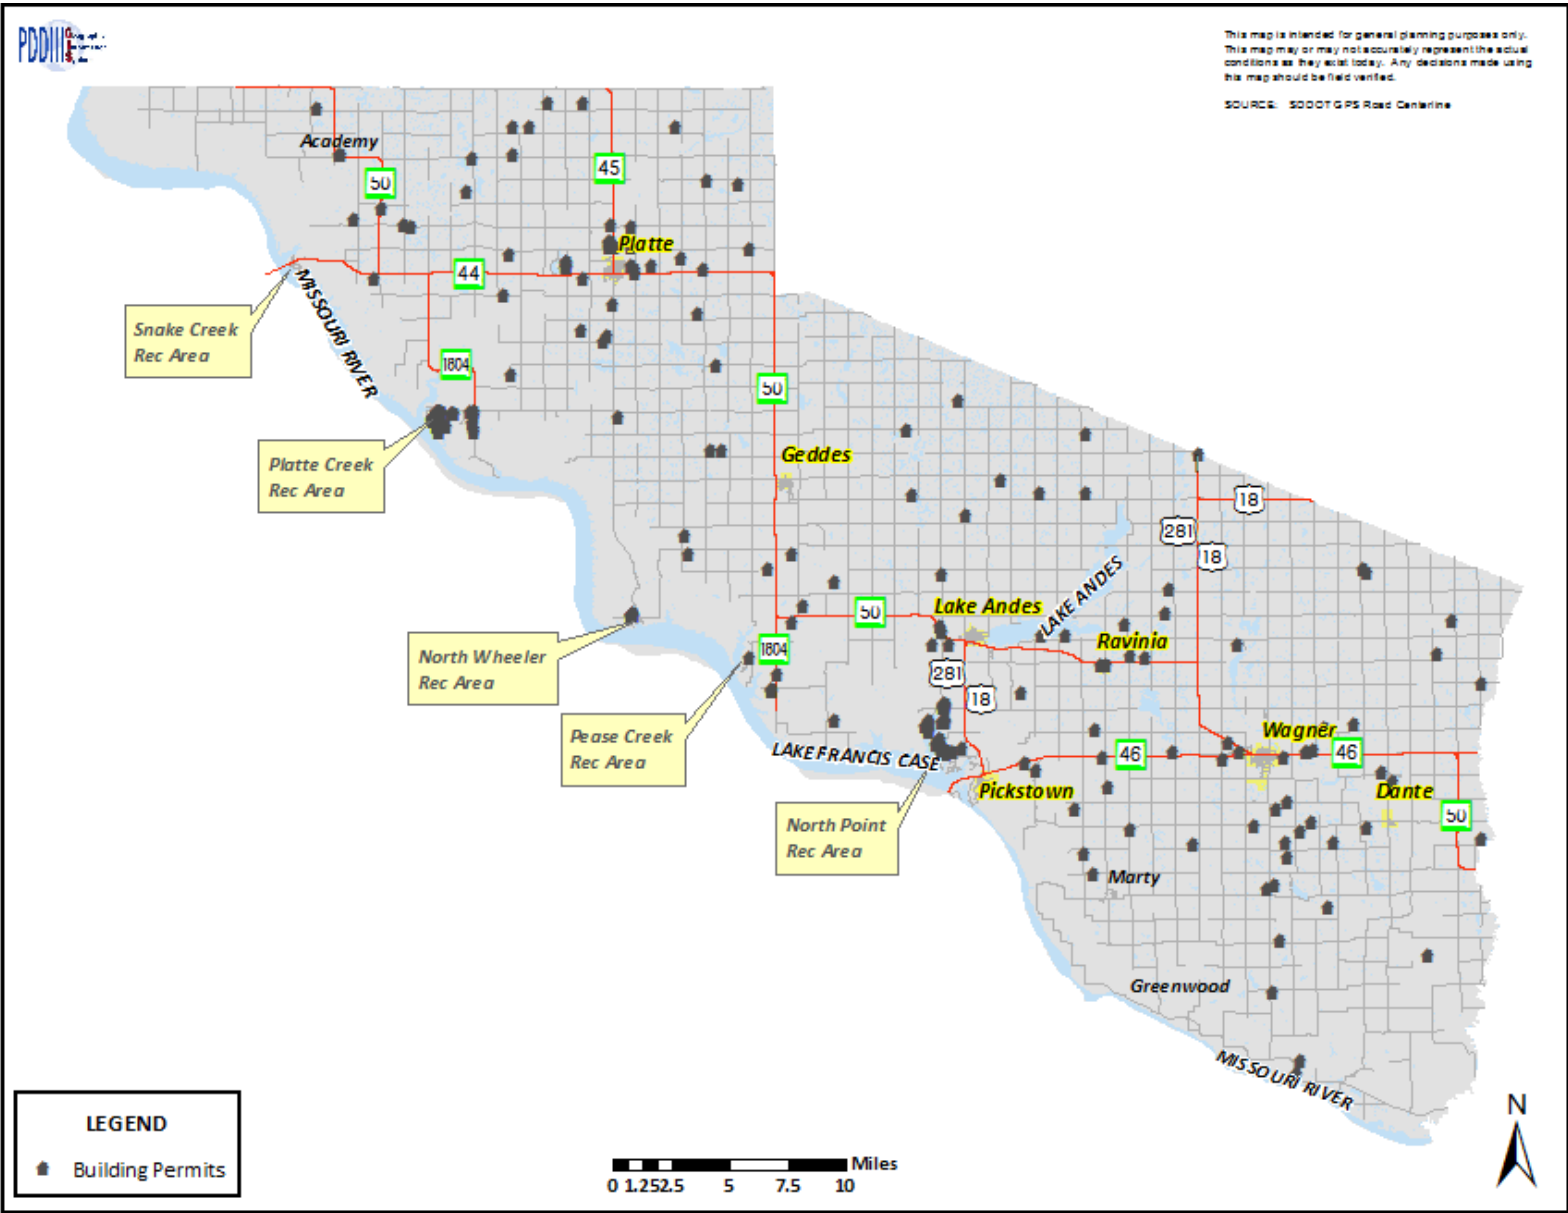 PDDIII
This map is intended for general planning purposes only.
This map may or may not accurately represent the actual
conditions as they exist today. Any decisions made using
this map should be field verified.
SOURCE: SDDOT GPS Road Centerline
Academy
50
45
Platte
44
MISSOURI RIVER
Snake Creek
Rec Area
1804
50
Platte Creek
Rec Area
Geddes
18
281
18
LAKE ANDES
50
Lake Andes
Ravinia
North Wheeler
Rec Area
1804
281
18
Pease Creek
Rec Area
LAKE FRANCIS CASE
Wagner
46
46
Pickstown
Dante
50
North Point
Rec Area
Marty
Greenwood
MISSOURI RIVER
LEGEND
Building Permits
N
Miles
0 1.252.5 5 7.5 10